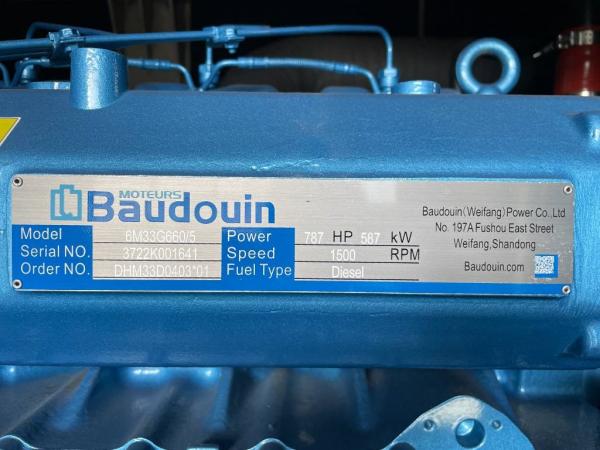 MOTEURS
Baudouin
Model 6M33G660/5 Power 787 HP 587 kW
Serial NO. 3722K001641 Speed 1500 RPM
Order NO. DHM33D0403*01 Fuel Type Diesel
Baudouin(Weifang)Power Co.,Ltd
No. 197A Fushou East Street
Weifang,Shandong
Baudouin.com